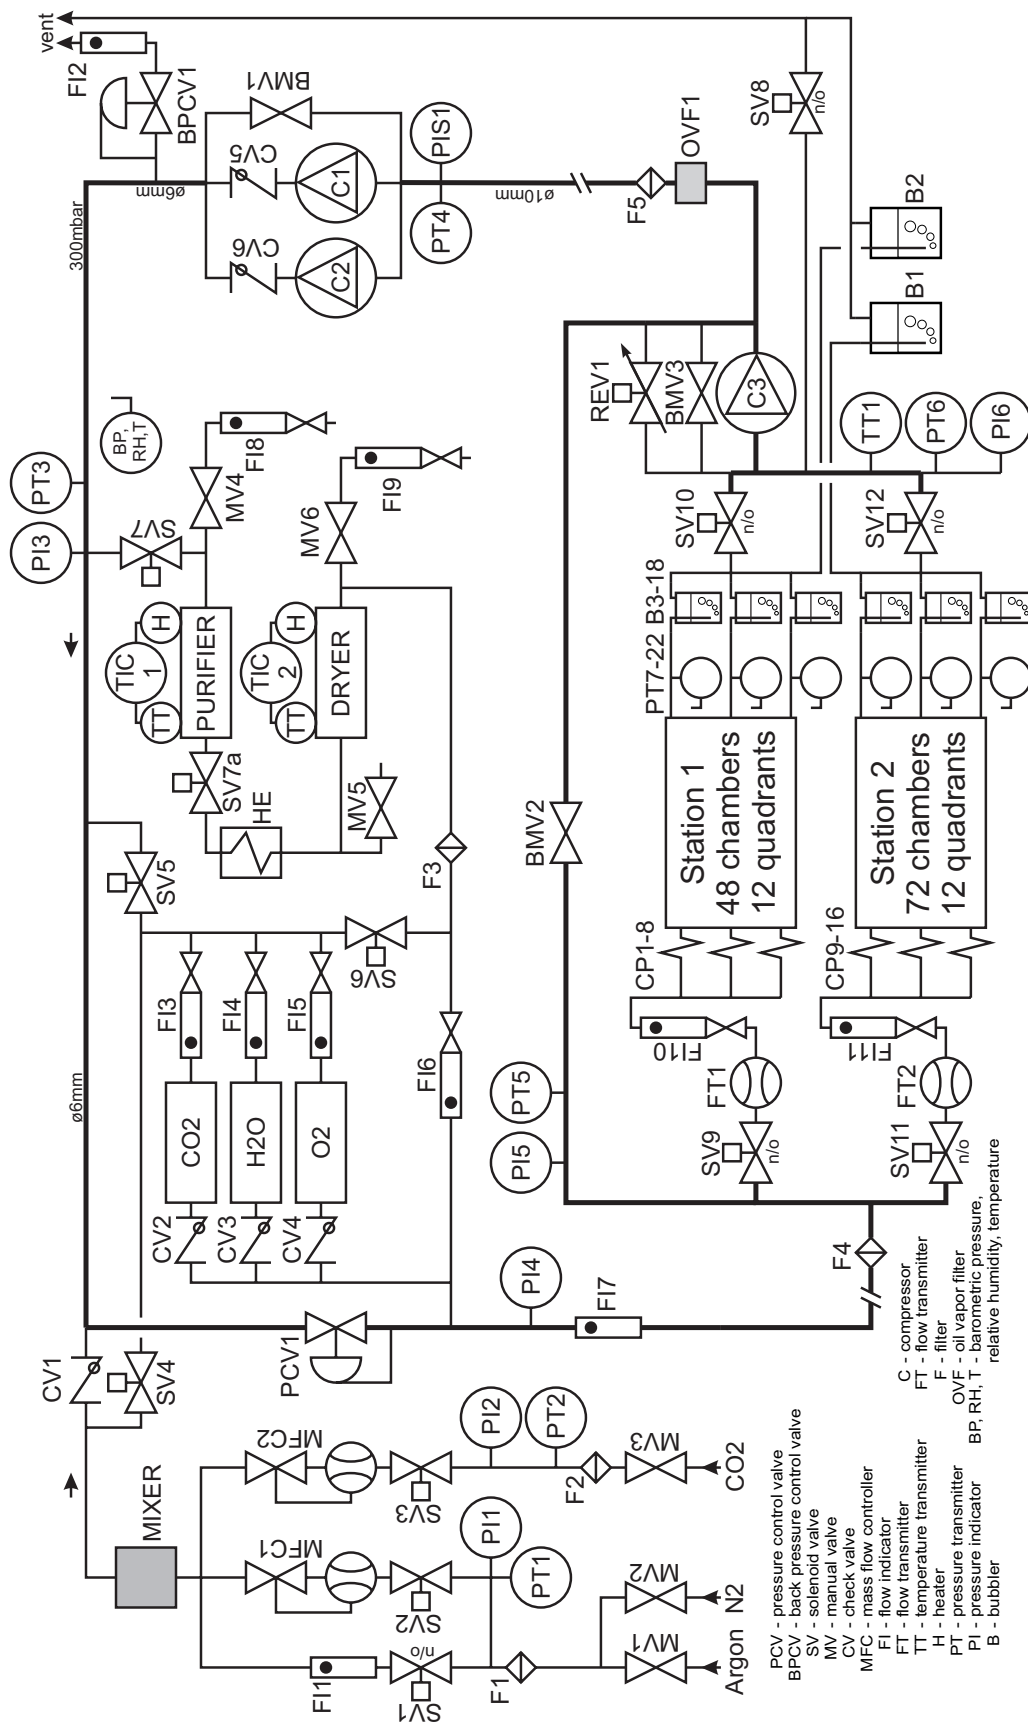 vent
FI2
BPCV1
BMV1
CV5
CV6
C1
C2
PIS1
PT4
ø6mm
300mbar
ø10mm
F5
OVF1
SV8
n/o
B2
B1
PT3
PI3
BP,
RH,T
SV7
MV4
FI8
FI9
MV6
TIC
1
H
TT
PURIFIER
TIC
2
H
TT
DRYER
SV7a
HE
MV5
F3
SV5
SV6
REV1
BMV3
C3
TT1
PT6
PI6
SV10
n/o
SV12
n/o
B3-18
PT7-22
BMV2
Station 1
48 chambers
12 quadrants
Station 2
72 chambers
12 quadrants
CP1-8
CP9-16
FI10
FI11
FT1
FT2
SV9
n/o
SV11
n/o
PT5
PI5
ø6mm
FI3
FI4
FI5
FI6
CO2
H2O
O2
CV2
CV3
CV4
PI4
FI7
F4
PCV1
CV1
SV4
MIXER
MFC2
MFC1
FI1
SV3
SV2
SV1
n/o
PI2
PT2
PI1
PT1
F2
F1
MV3
MV2
MV1
CO2
N2
Argon
PCV - pressure control valve
BPCV - back pressure control valve
SV - solenoid valve
MV - manual valve
CV - check valve
MFC - mass flow controller
FI - flow indicator
FT - flow transmitter
TT - temperature transmitter
H - heater
PT - pressure transmitter
PI - pressure indicator
B - bubbler
C - compressor
FT - flow transmitter
F - filter
OVF - oil vapor filter
BP, RH, T - barometric pressure,
relative humidity, temperature